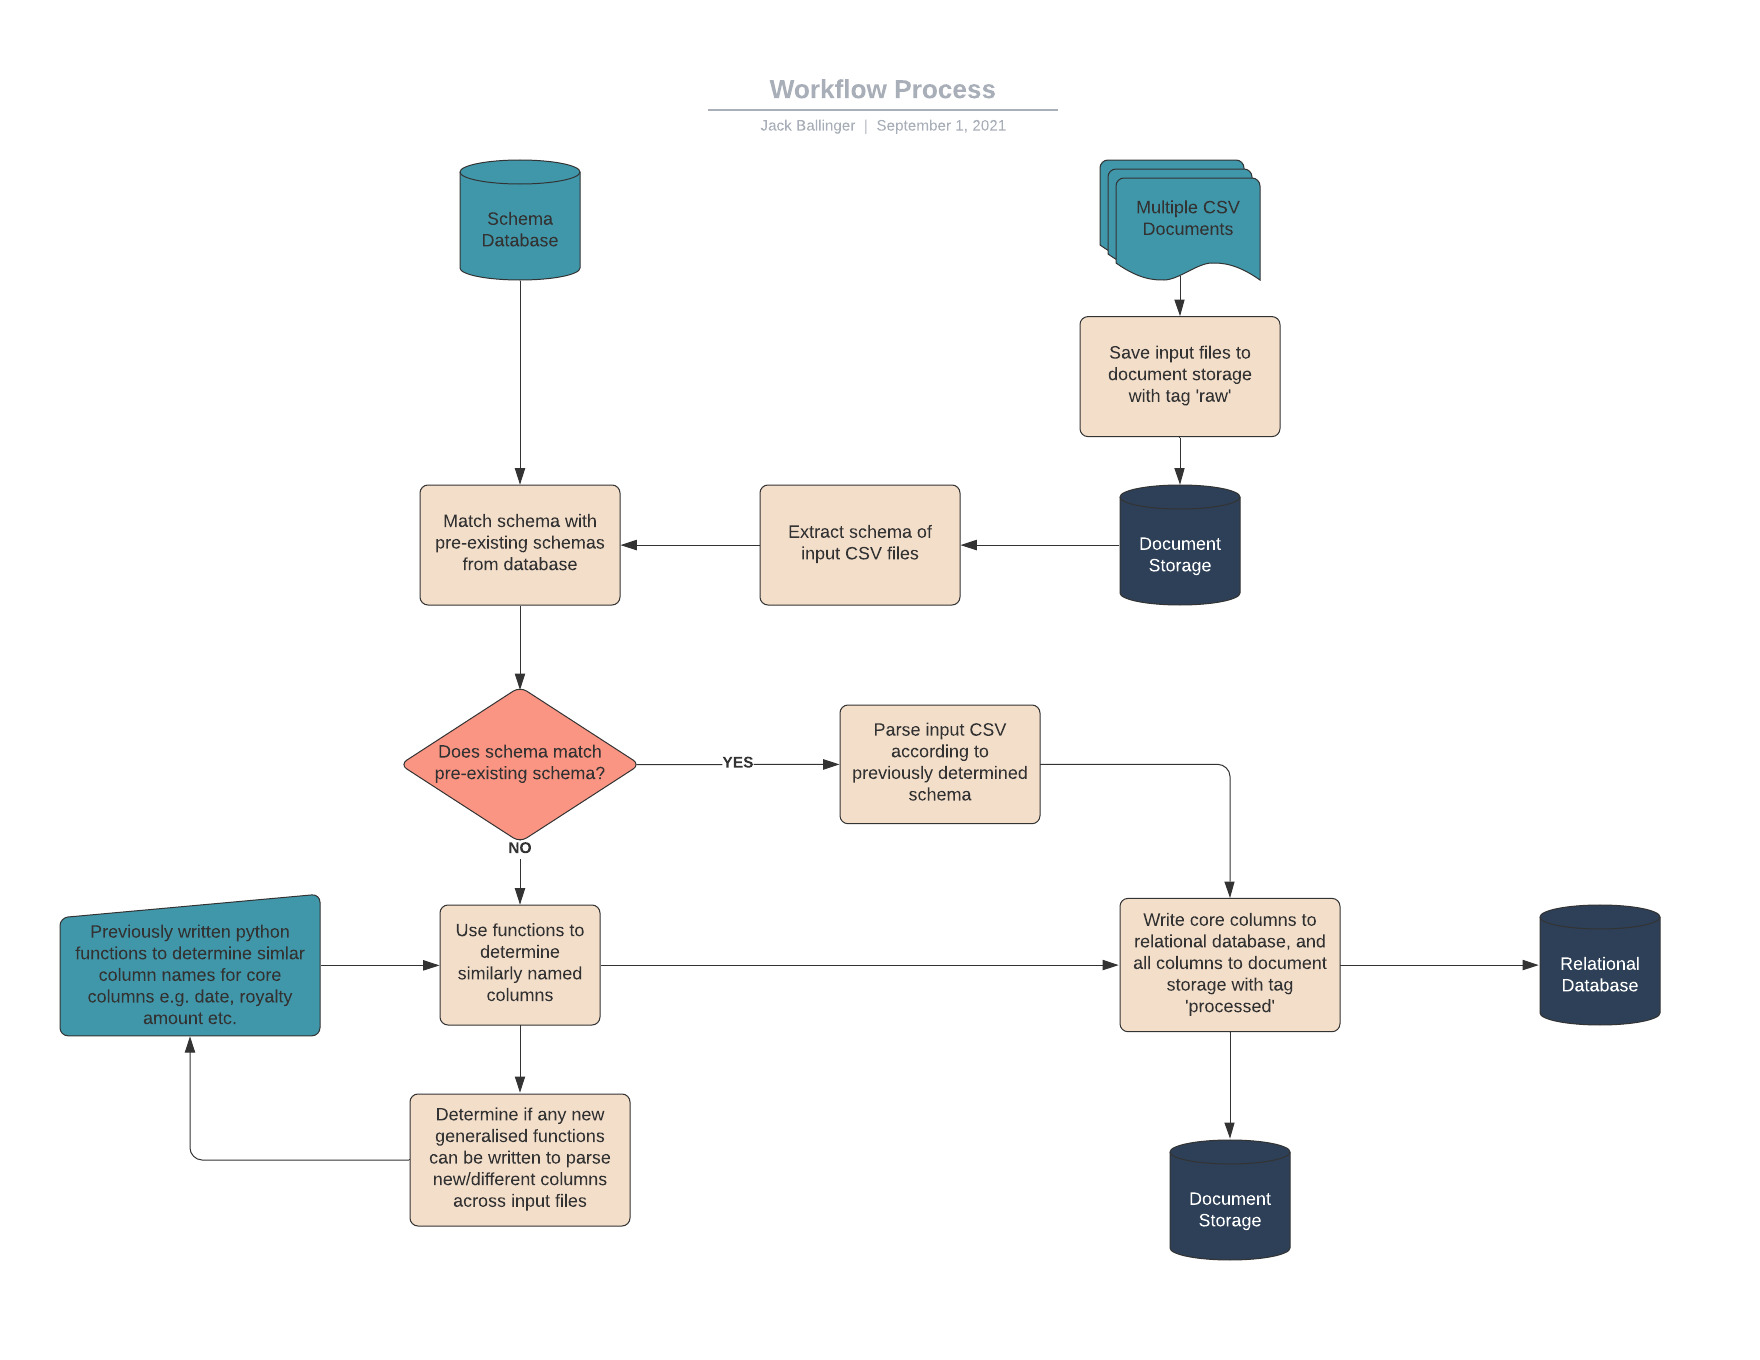 Workflow Process
Jack Ballinger | September 1, 2021
Schema
Database
Multiple CSV
Documents
Save input files to
document storage
with tag 'raw'
Match schema with
pre-existing schemas
from database
Extract schema of
input CSV files
Document
Storage
Does schema match
pre-existing schema?
YES
Parse input CSV
according to
previously determined
schema
NO
Previously written python
functions to determine simlar
column names for core
columns e.g. date, royalty
amount etc.
Use functions to
determine
similarly named
columns
Write core columns to
relational database, and
all columns to document
storage with tag
'processed'
Relational
Database
Determine if any new
generalised functions
can be written to parse
new/different columns
across input files
Document
Storage